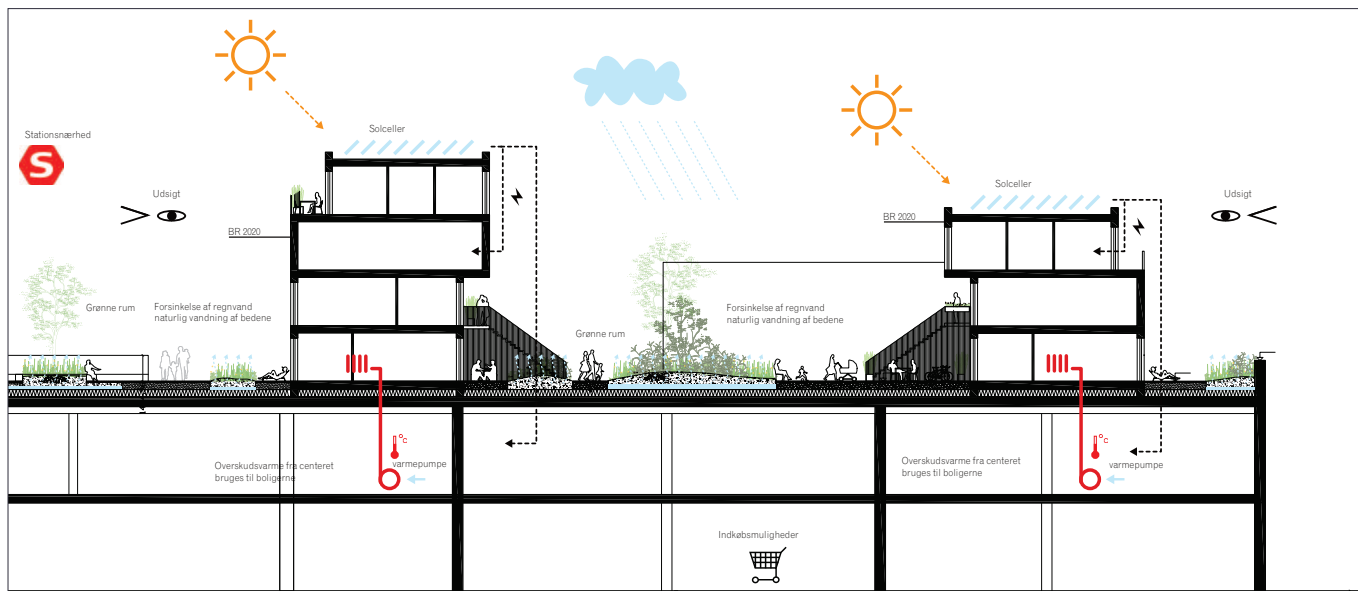 Stationsnærhed
S
Solceller
Udsigt
BR 2020
Grønne rum
Forsinkelse af regnvand
naturlig vandning af bedene
Grønne rum
Forsinkelse af regnvand
naturlig vandning af bedene
Solceller
BR 2020
Udsigt
°c
Overskudsvarme fra centeret
bruges til boligerne
varmepumpe
°c
Overskudsvarme fra centeret
bruges til boligerne
varmepumpe
Indkøbsmuligheder